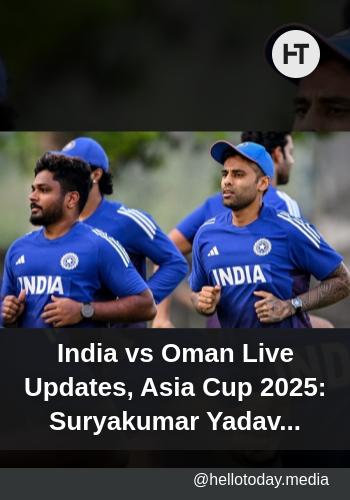 HT
INDIA
INDIA
India vs Oman Live
Updates, Asia Cup 2025:
Suryakumar Yadav...
@hellotoday.media